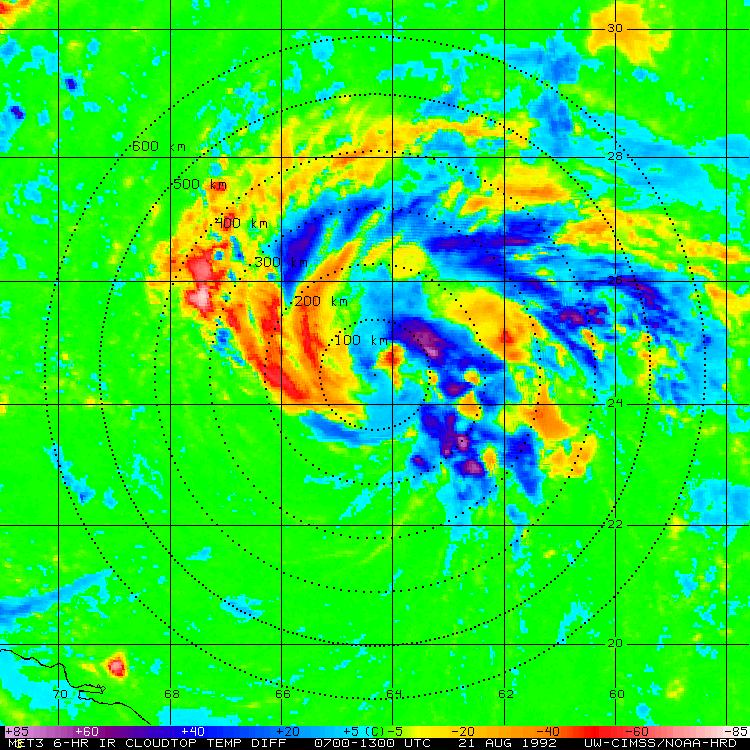 30
28
600 km
500 km
400 km
300 km
26
200 km
100 km
24
22
20
70 68 66 64 62 60
+85 +60 +40 +20 +5 (C) -5 -20 -40 -60 -85
MET3 6-HR IR CLOUDTOP TEMP DIFF 0700-1300 UTC 21 AUG 1992 UW-CIMSS/NOAA-HRD